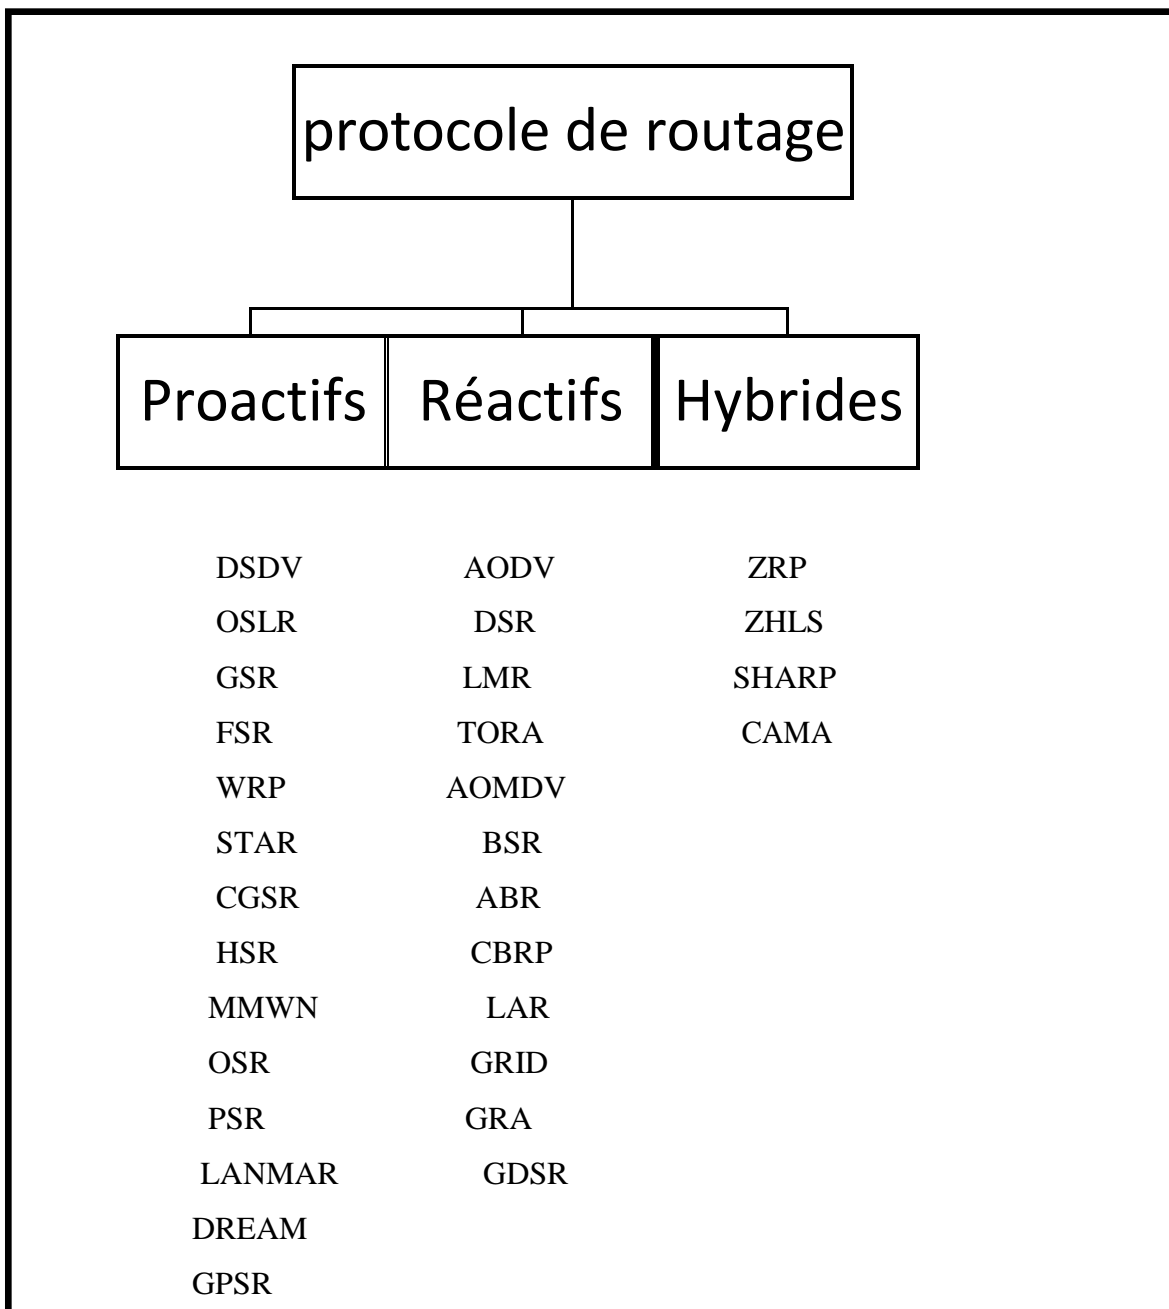 protocole de routage
Proactifs Réactifs Hybrides
DSDV AODV ZRP
OSLR DSR ZHLS
GSR LMR SHARP
FSR TORA CAMA
WRP AOMDV
STAR BSR
CGSR ABR
HSR CBRP
MMWN LAR
OSR GRID
PSR GRA
LANMAR GDSR
DREAM
GPSR